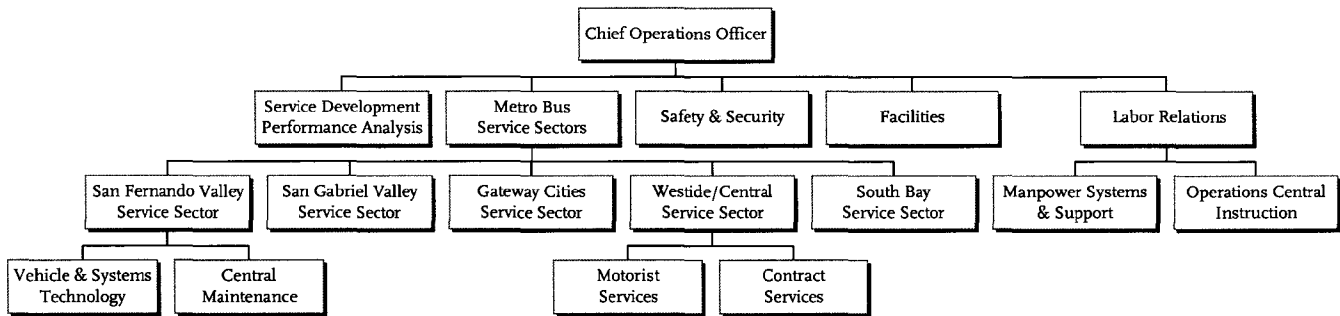 Chief Operations Officer
Service Development
Performance Analysis
Metro Bus
Service Sectors
Safety & Security
Facilities
Labor Relations
San Fernando Valley
Service Sector
San Gabriel Valley
Service Sector
Gateway Cities
Service Sector
Westide/Central
Service Sector
South Bay
Service Sector
Manpower Systems
& Support
Operations Central
Instruction
Vehicle & Systems
Technology
Central
Maintenance
Motorist
Services
Contract
Services